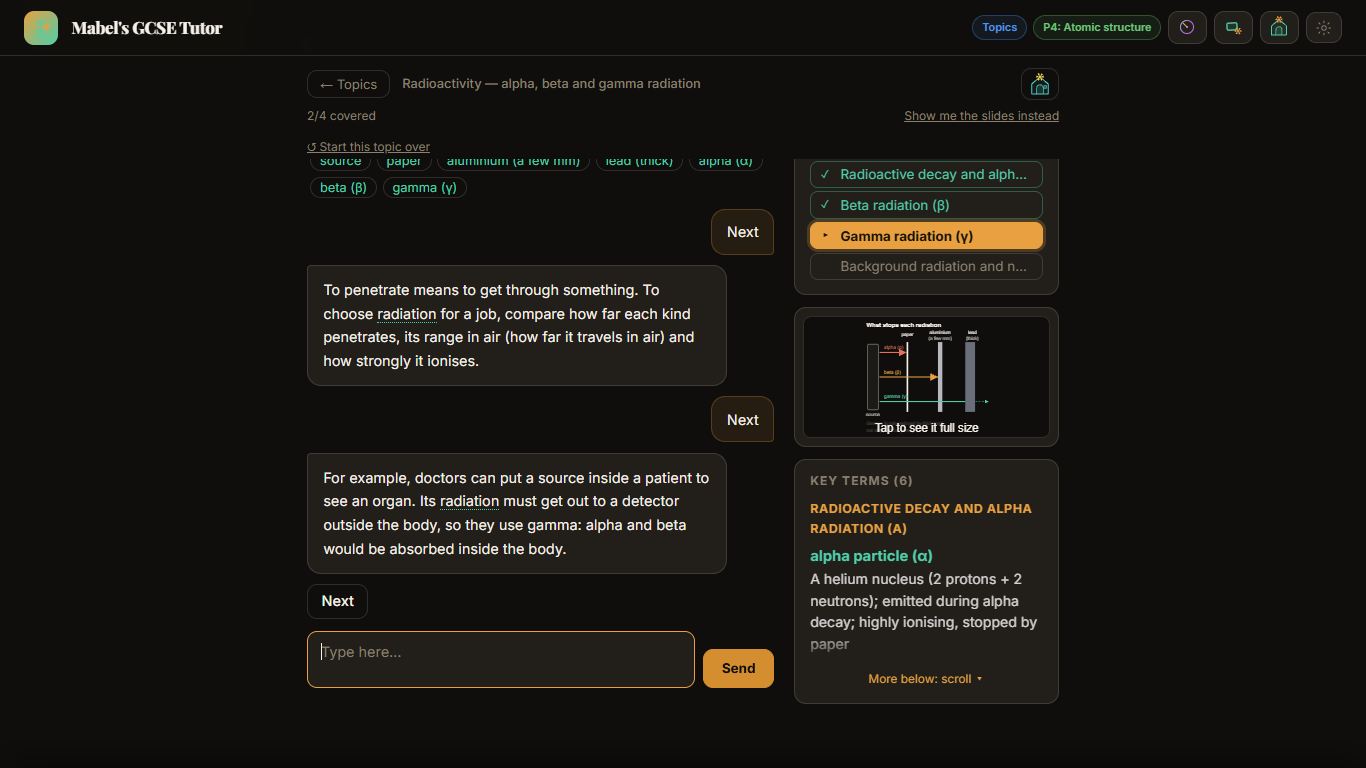 Mabel's GCSE Tutor
Topics
P4: Atomic structure
← Topics
Radioactivity — alpha, beta and gamma radiation
2/4 covered
Show me the slides instead
↺ Start this topic over
source
paper
aluminium (a few mm)
lead (thick)
alpha (α)
beta (β)
gamma (γ)
Next
To penetrate means to get through something. To
choose radiation for a job, compare how far each kind
penetrates, its range in air (how far it travels in air) and
how strongly it ionises.
Next
For example, doctors can put a source inside a patient to
see an organ. Its radiation must get out to a detector
outside the body, so they use gamma: alpha and beta
would be absorbed inside the body.
Next
Type here...
Send
✓ Radioactive decay and alph...
✓ Beta radiation (β)
‣ Gamma radiation (γ)
Background radiation and n...
What stops each radiation
paper
aluminium
(a few mm)
lead
(thick)
alpha (α)
beta (β)
gamma (γ)
source
Tap to see it full size
KEY TERMS (6)
RADIOACTIVE DECAY AND ALPHA
RADIATION (Α)
alpha particle (α)
A helium nucleus (2 protons + 2
neutrons); emitted during alpha
decay; highly ionising, stopped by
paper
More below: scroll ▾